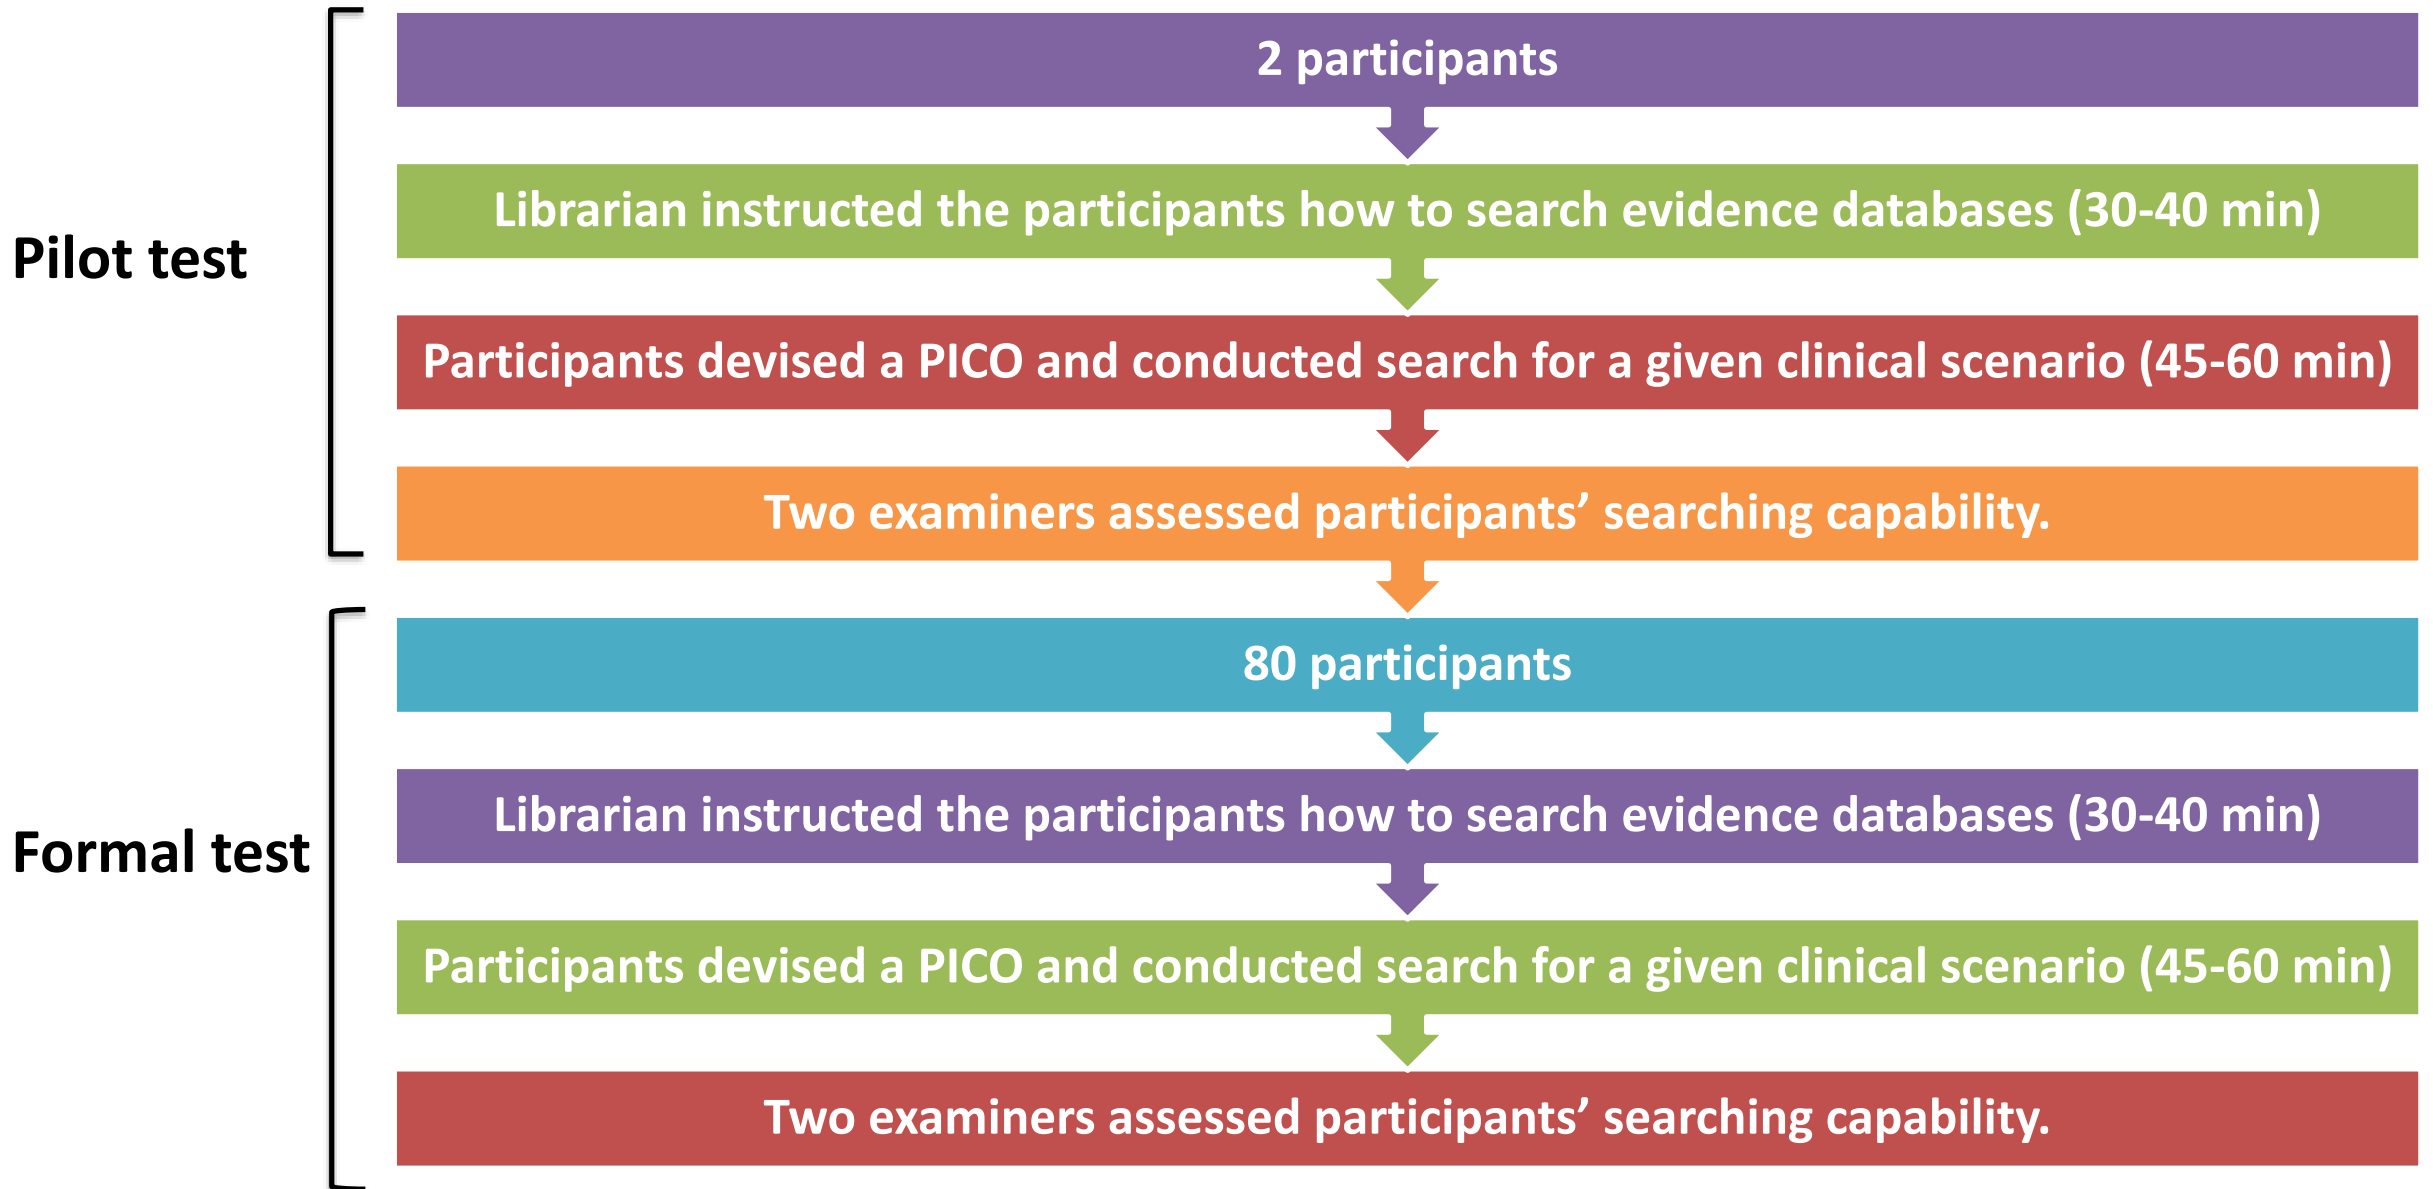 Pilot test
2 participants
Librarian instructed the participants how to search evidence databases (30-40 min)
Participants devised a PICO and conducted search for a given clinical scenario (45-60 min)
Two examiners assessed participants’ searching capability.
Formal test
80 participants
Librarian instructed the participants how to search evidence databases (30-40 min)
Participants devised a PICO and conducted search for a given clinical scenario (45-60 min)
Two examiners assessed participants’ searching capability.